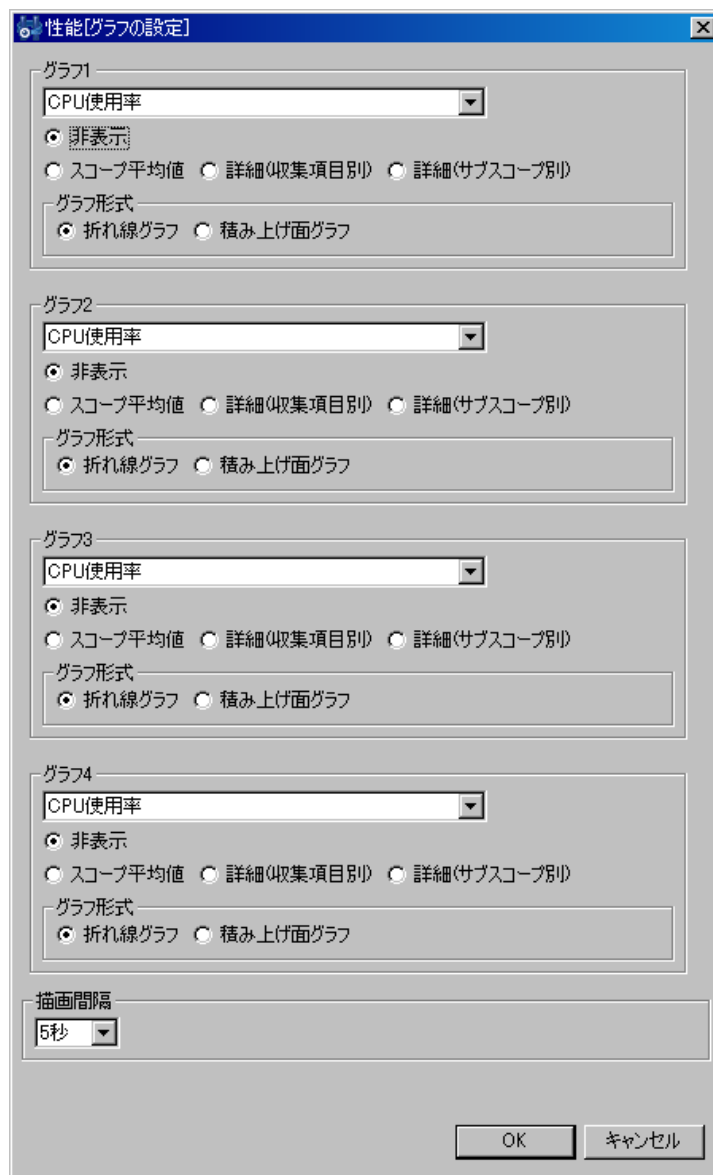 性能[グラフの設定]
グラフ1
CPU使用率
非表示
スコープ平均値 詳細(収集項目別) 詳細(サブスコープ別)
グラフ形式
折れ線グラフ 積み上げ面グラフ
グラフ2
CPU使用率
非表示
スコープ平均値 詳細(収集項目別) 詳細(サブスコープ別)
グラフ形式
折れ線グラフ 積み上げ面グラフ
グラフ3
CPU使用率
非表示
スコープ平均値 詳細(収集項目別) 詳細(サブスコープ別)
グラフ形式
折れ線グラフ 積み上げ面グラフ
グラフ4
CPU使用率
非表示
スコープ平均値 詳細(収集項目別) 詳細(サブスコープ別)
グラフ形式
折れ線グラフ 積み上げ面グラフ
描画間隔
5秒
OK キャンセル